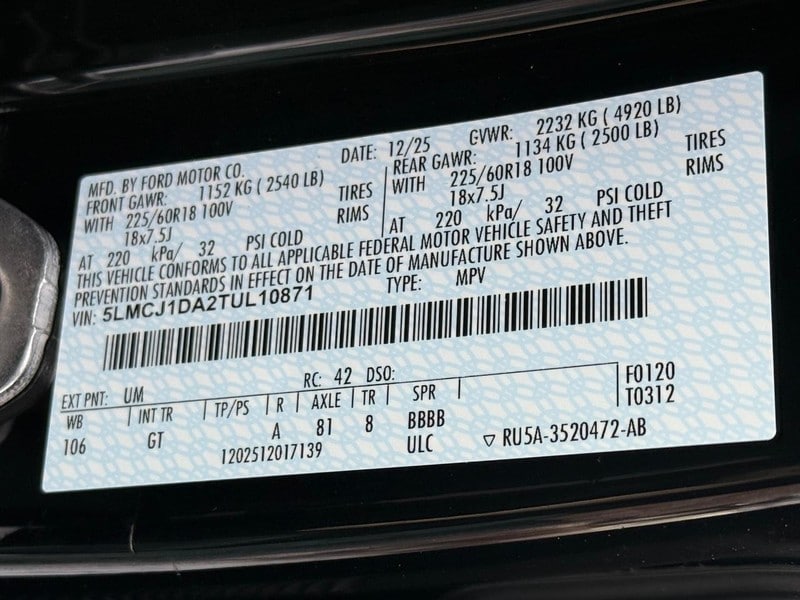 MFD. BY FORD MOTOR CO. DATE: 12/25 GVWR: 2232 KG ( 4920 LB)
FRONT GAWR: 1152 KG ( 2540 LB) REAR GAWR: 1134 KG ( 2500 LB)
WITH 225/60R18 100V TIRES WITH 225/60R18 100V TIRES
18x7.5J RIMS 18x7.5J RIMS
AT 220 kPa/ 32 PSI COLD AT 220 kPa/ 32 PSI COLD
THIS VEHICLE CONFORMS TO ALL APPLICABLE FEDERAL MOTOR VEHICLE SAFETY AND THEFT
PREVENTION STANDARDS IN EFFECT ON THE DATE OF MANUFACTURE SHOWN ABOVE.
VIN: 5LMCJ1DA2TUL10871 TYPE: MPV
EXT PNT: UM RC: 42 DSO: F0120
WB INT TR TP/PS R AXLE TR SPR T0312
106 GT A 81 8 BBBB
1202512017139 ULC RU5A-3520472-AB